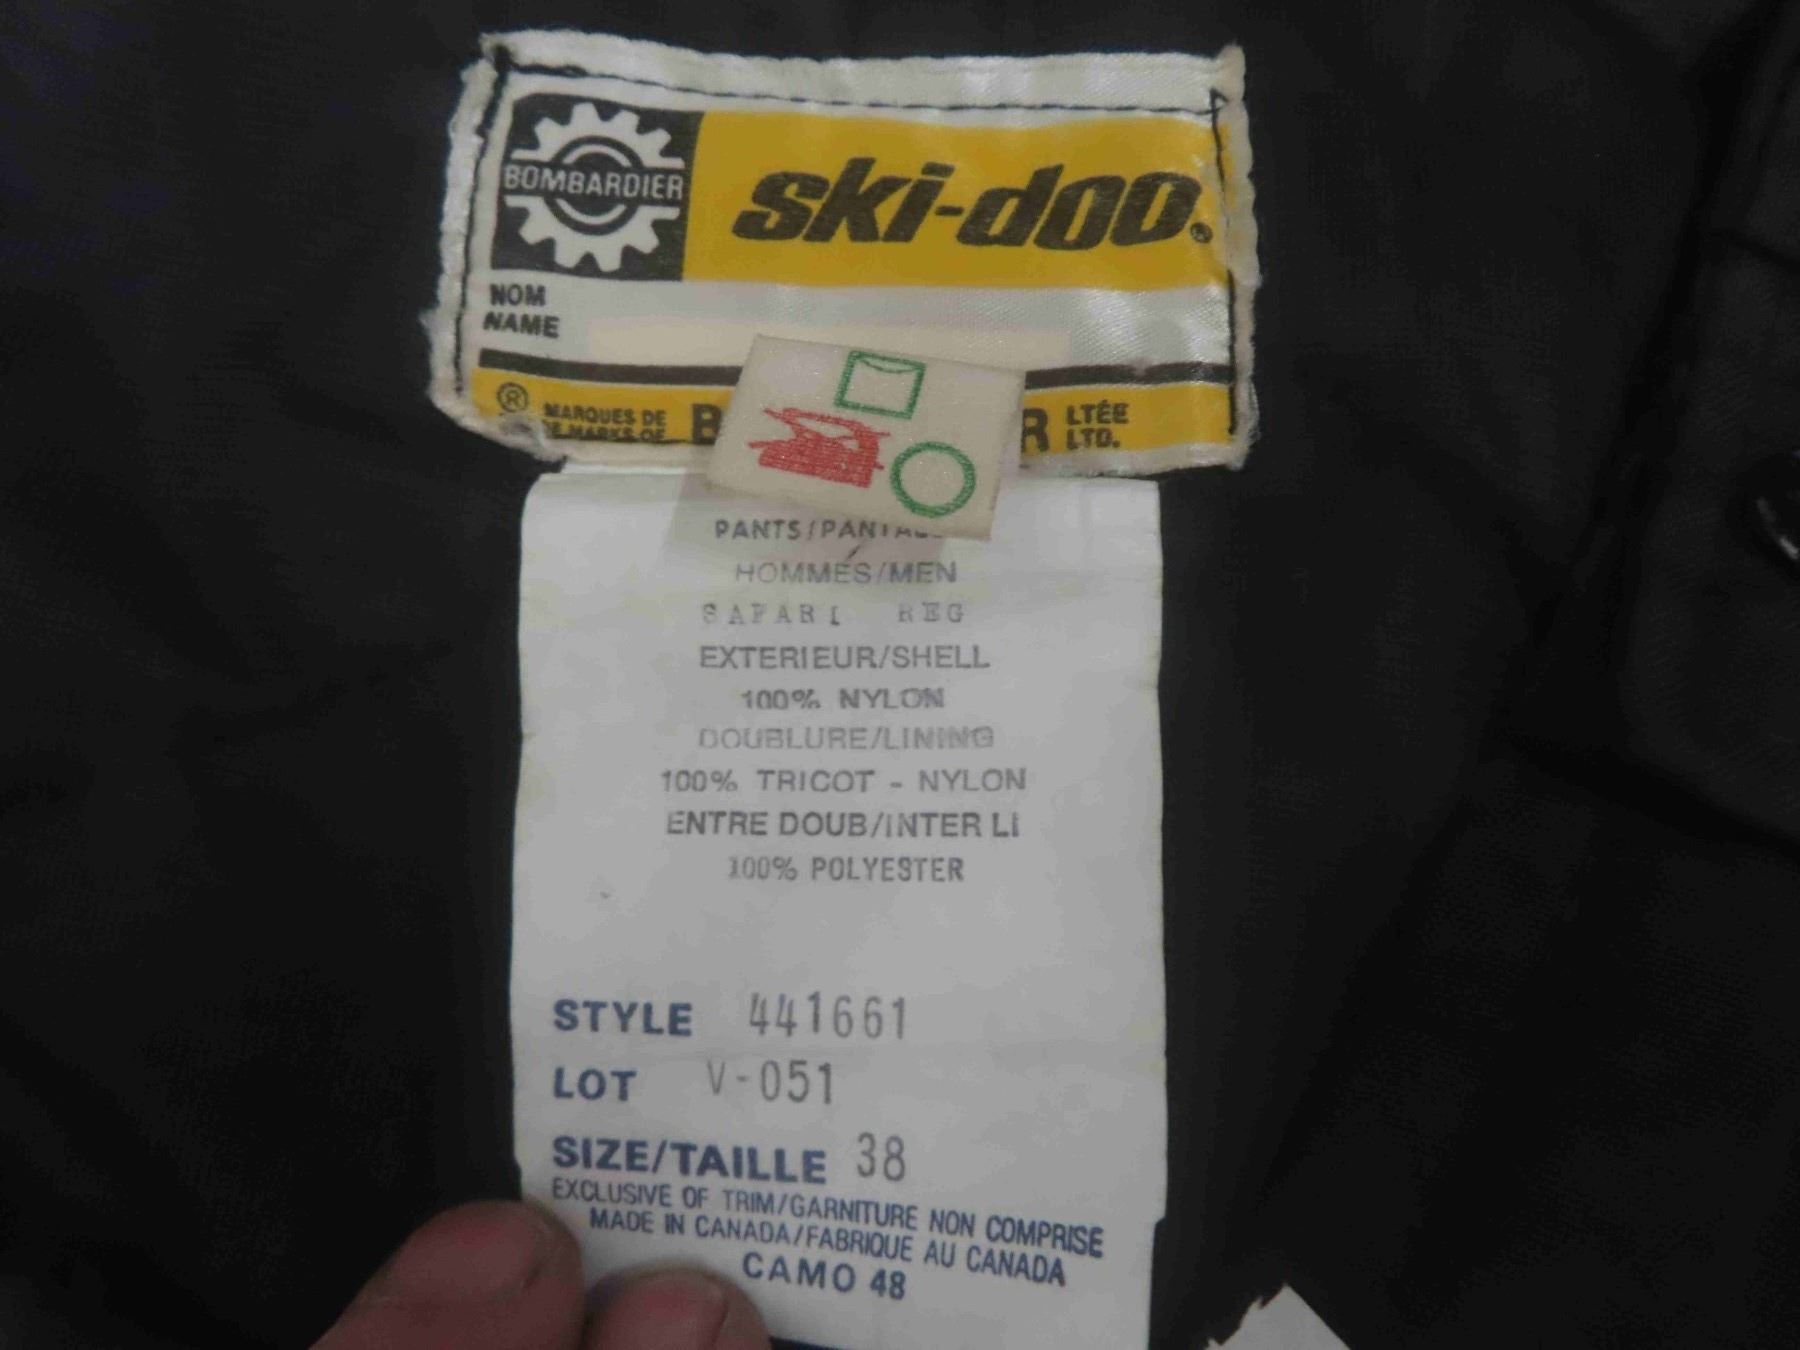 BOMBARDIER
ski-doo®
NOM
NAME
® MARQUES DE
MARKS OF
LTÉE
LTD.
PANTS/
HOMMES/MEN
SAFARI REG
EXTERIEUR/SHELL
100% NYLON
DOUBLURE/LINING
100% TRICOT - NYLON
ENTRE DOUB/INTER LI
100% POLYESTER
STYLE 441661
LOT V-051
SIZE/TAILLE 38
EXCLUSIVE OF TRIM/GARNITURE NON COMPRISE
MADE IN CANADA/FABRIQUE AU CANADA
CAMO 48